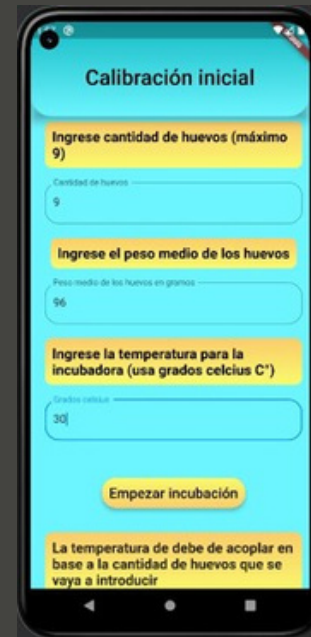 Calibración inicial
Ingrese cantidad de huevos (máximo
9)
Cantidad de huevos
9
Ingrese el peso medio de los huevos
Peso medio de los huevos en gramos
96
Ingrese la temperatura para la
incubadora (usa grados celcius C°)
Grados celsius
30
Empezar incubación
La temperatura de debe de acoplar en
base a la cantidad de huevos que se
vaya a introducir